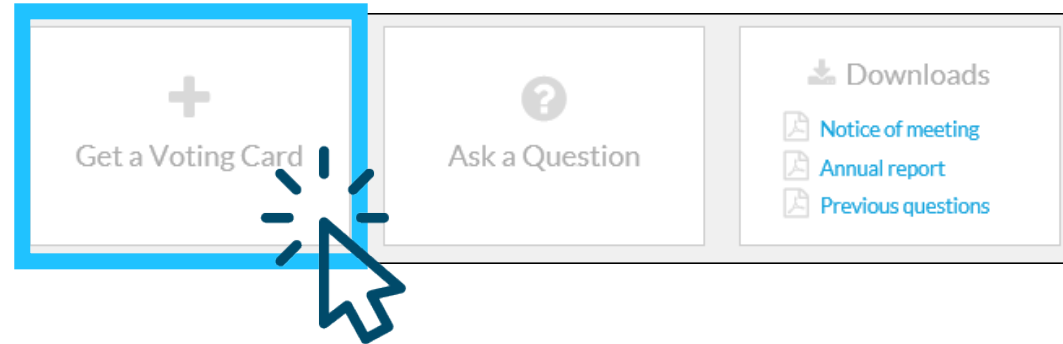 Get a Voting Card
Ask a Question
Downloads
Notice of meeting
Annual report
Previous questions